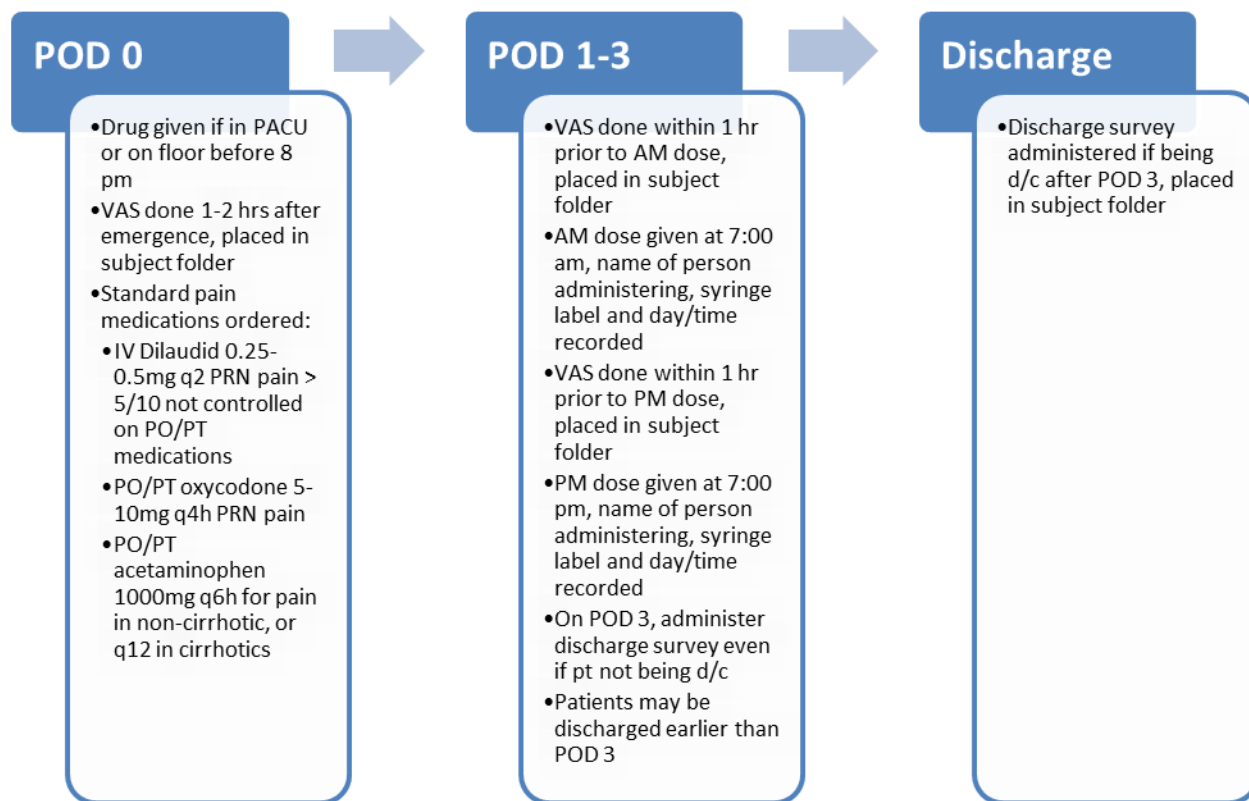 POD 0
•Drug given if in PACU
or on floor before 8
pm
•VAS done 1-2 hrs after
emergence, placed in
subject folder
•Standard pain
medications ordered:
•IV Dilaudid 0.25-
0.5mg q2 PRN pain >
5/10 not controlled
on PO/PT
medications
•PO/PT oxycodone 5-
10mg q4h PRN pain
•PO/PT
acetaminophen
1000mg q6h for pain
in non-cirrhotic, or
q12 in cirrhotics
POD 1-3
•VAS done within 1 hr
prior to AM dose,
placed in subject
folder
•AM dose given at 7:00
am, name of person
administering, syringe
label and day/time
recorded
•VAS done within 1 hr
prior to PM dose,
placed in subject
folder
•PM dose given at 7:00
pm, name of person
administering, syringe
label and day/time
recorded
•On POD 3, administer
discharge survey even
if pt not being d/c
•Patients may be
discharged earlier than
POD 3
Discharge
•Discharge survey
administered if being
d/c after POD 3, placed
in subject folder